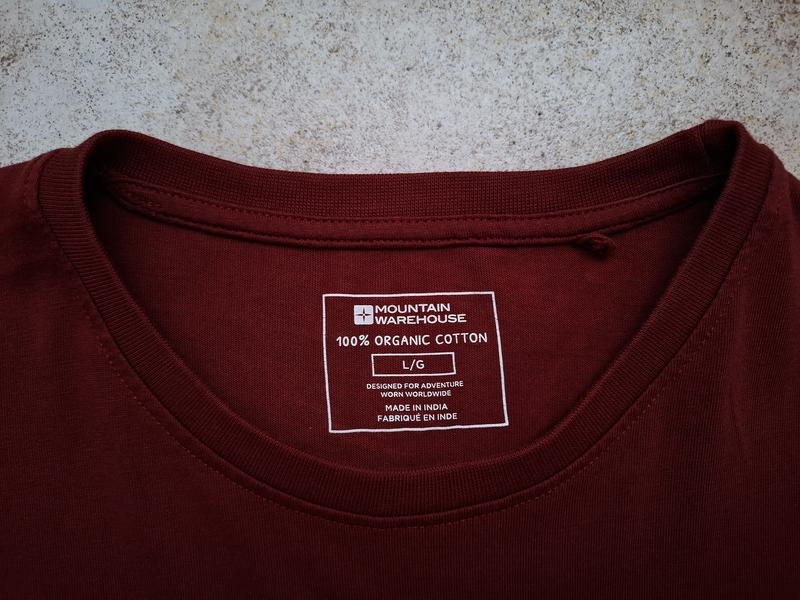 MOUNTAIN
WAREHOUSE
100% ORGANIC COTTON
L/G
DESIGNED FOR ADVENTURE
WORN WORLDWIDE
MADE IN INDIA
FABRIQUÉ EN INDE